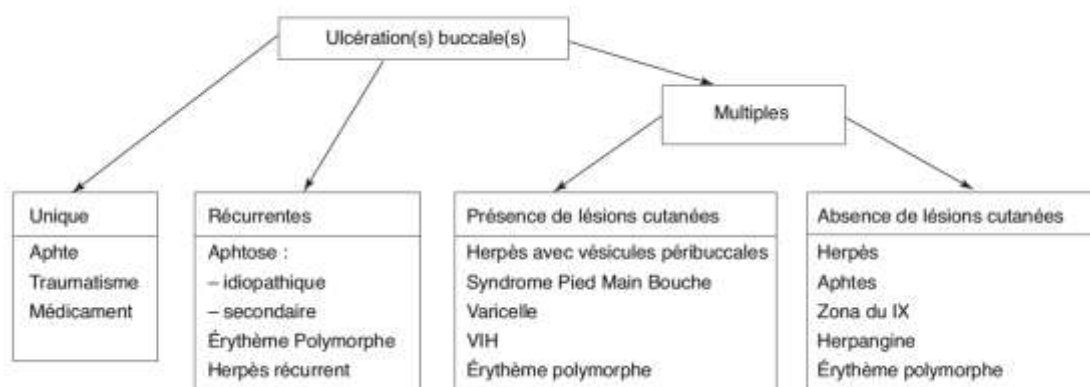 Ulcération(s) buccale(s)
Multiples
Unique
Aphte
Traumatisme
Médicament
Récurrentes
Aphtose :
– idiopathique
– secondaire
Érythème Polymorphe
Herpès récurrent
Présence de lésions cutanées
Herpès avec vésicules péribuccales
Syndrome Pied Main Bouche
Varicelle
VIH
Érythème polymorphe
Absence de lésions cutanées
Herpès
Aphtes
Zona du IX
Herpangine
Érythème polymorphe